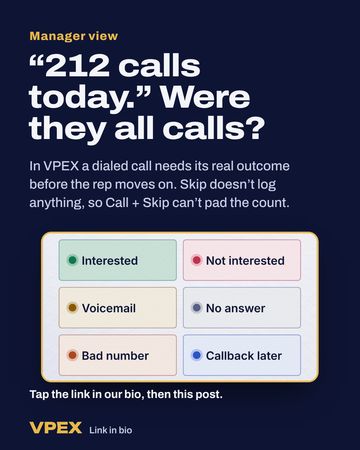 Manager view
“212 calls
today.” Were
they all calls?
In VPEX a dialed call needs its real outcome
before the rep moves on. Skip doesn’t log
anything, so Call + Skip can’t pad the count.
Interested
Not interested
Voicemail
No answer
Bad number
Callback later
Tap the link in our bio, then this post.
VPEX Link in bio